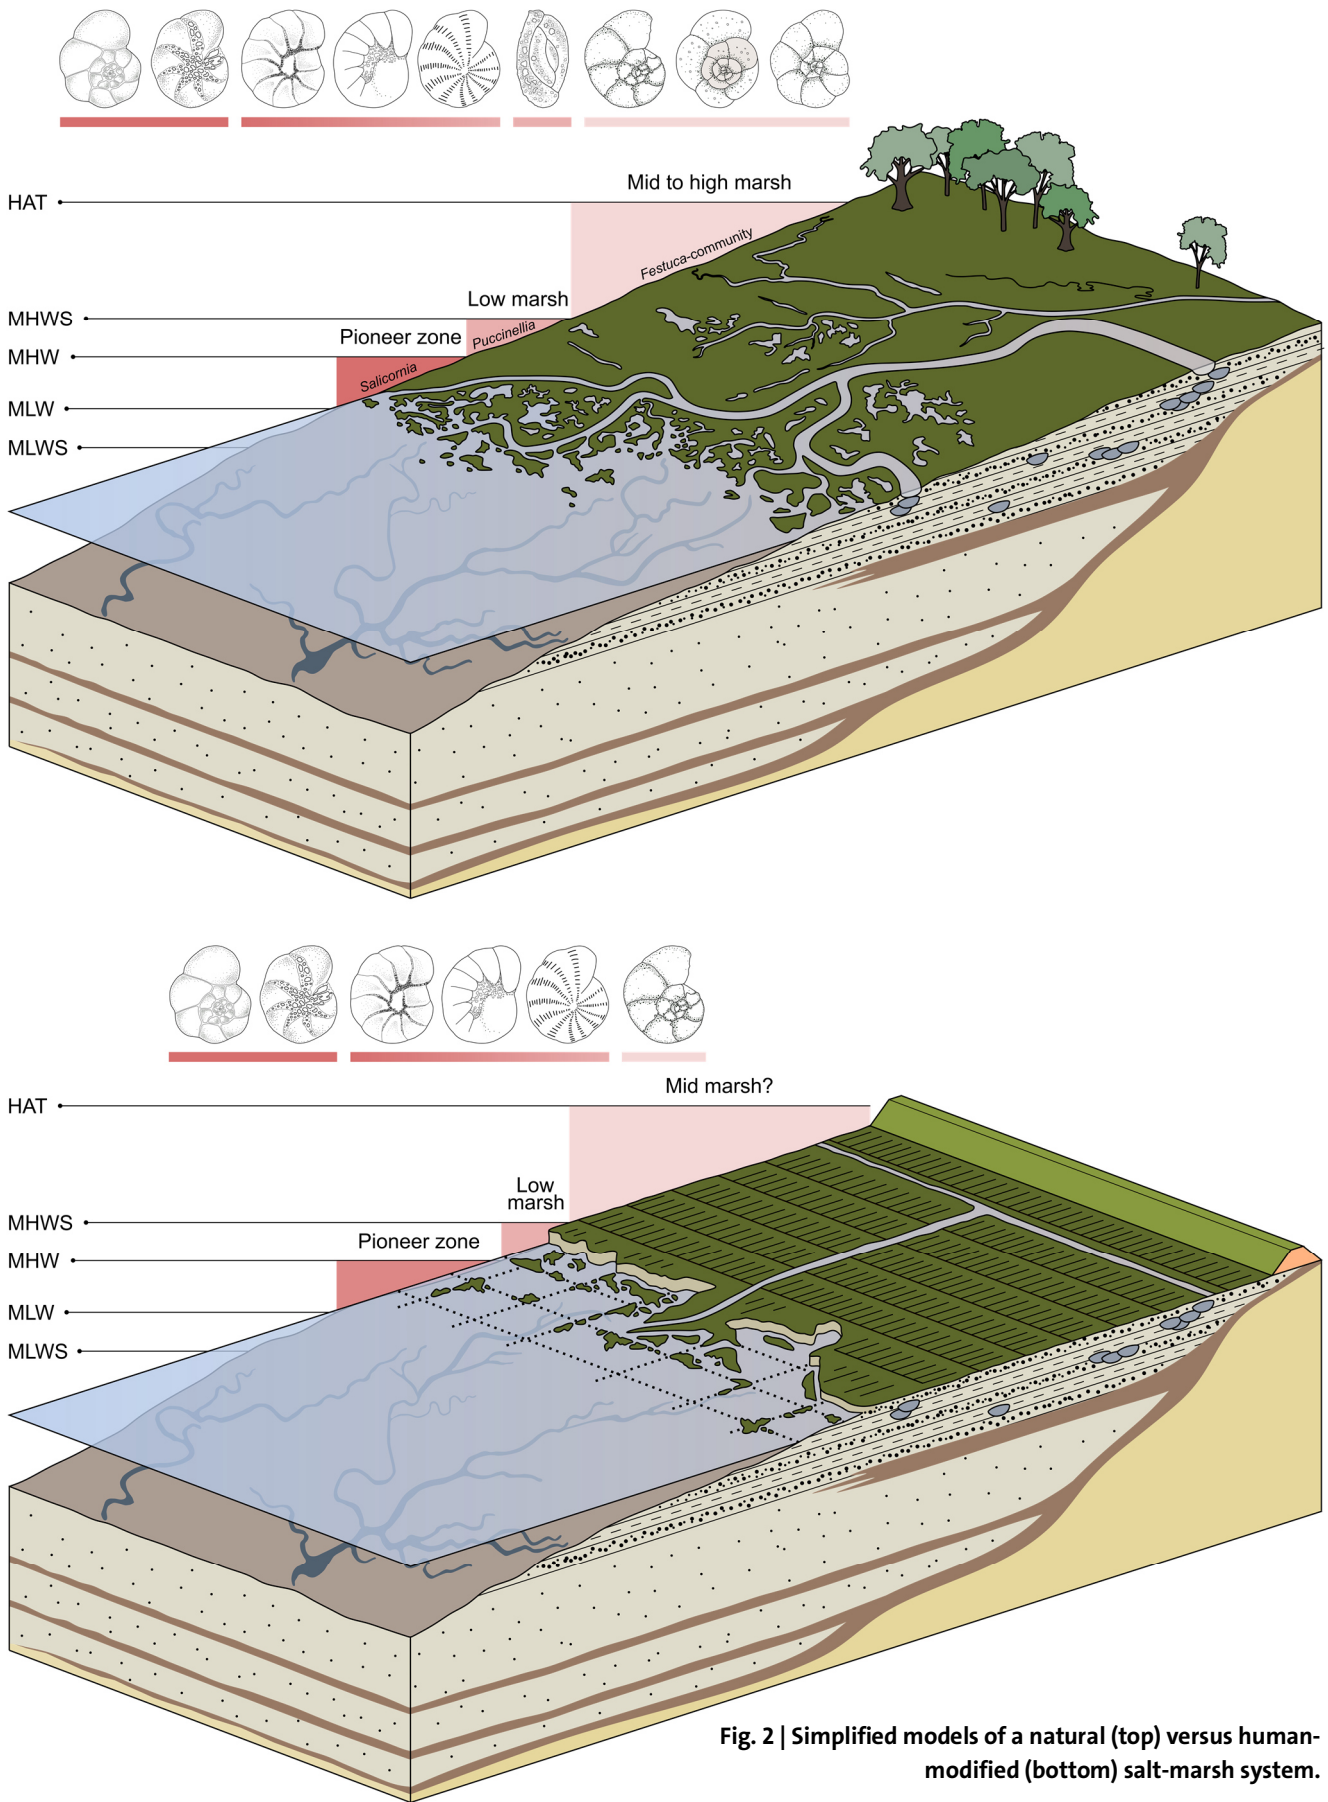 Mid to high marsh
HAT
Festuca-community
Low marsh
MHWS
Puccinellia
Pioneer zone
MHW
Salicornia
MLW
MLWS
Mid marsh?
HAT
Low
marsh
MHWS
Pioneer zone
MHW
MLW
MLWS
Fig. 2 | Simplified models of a natural (top) versus human-
modified (bottom) salt-marsh system.